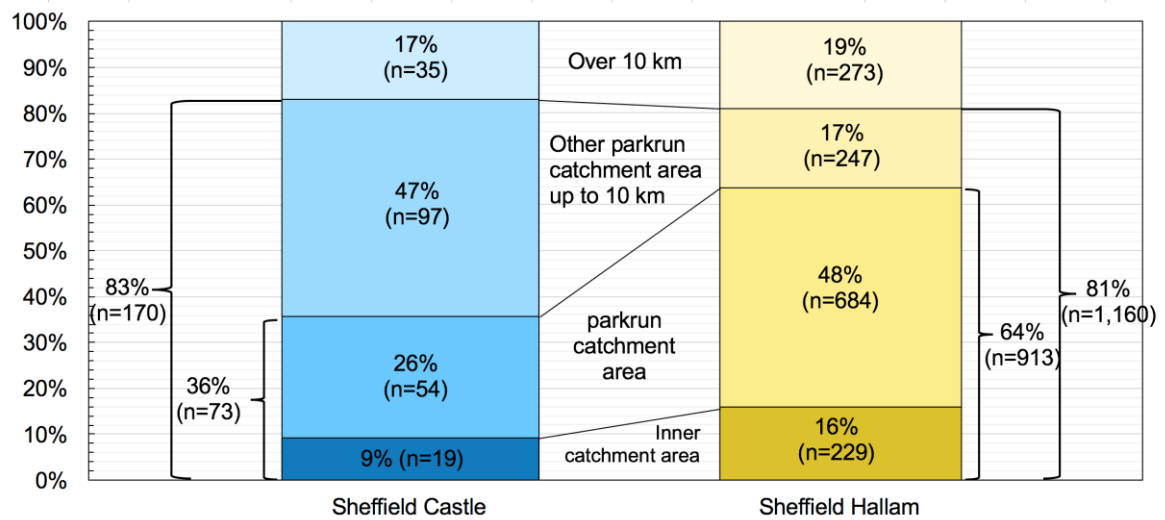 100%
90%
80%
70%
60%
50%
40%
30%
20%
10%
0%
83%
(n=170)
36%
(n=73)
17%
(n=35)
47%
(n=97)
26%
(n=54)
9% (n=19)
Sheffield Castle
Over 10 km
Other parkrun
catchment area
up to 10 km
parkrun
catchment
area
Inner
catchment area
19%
(n=273)
17%
(n=247)
48%
(n=684)
16%
(n=229)
Sheffield Hallam
64%
(n=913)
81%
(n=1,160)